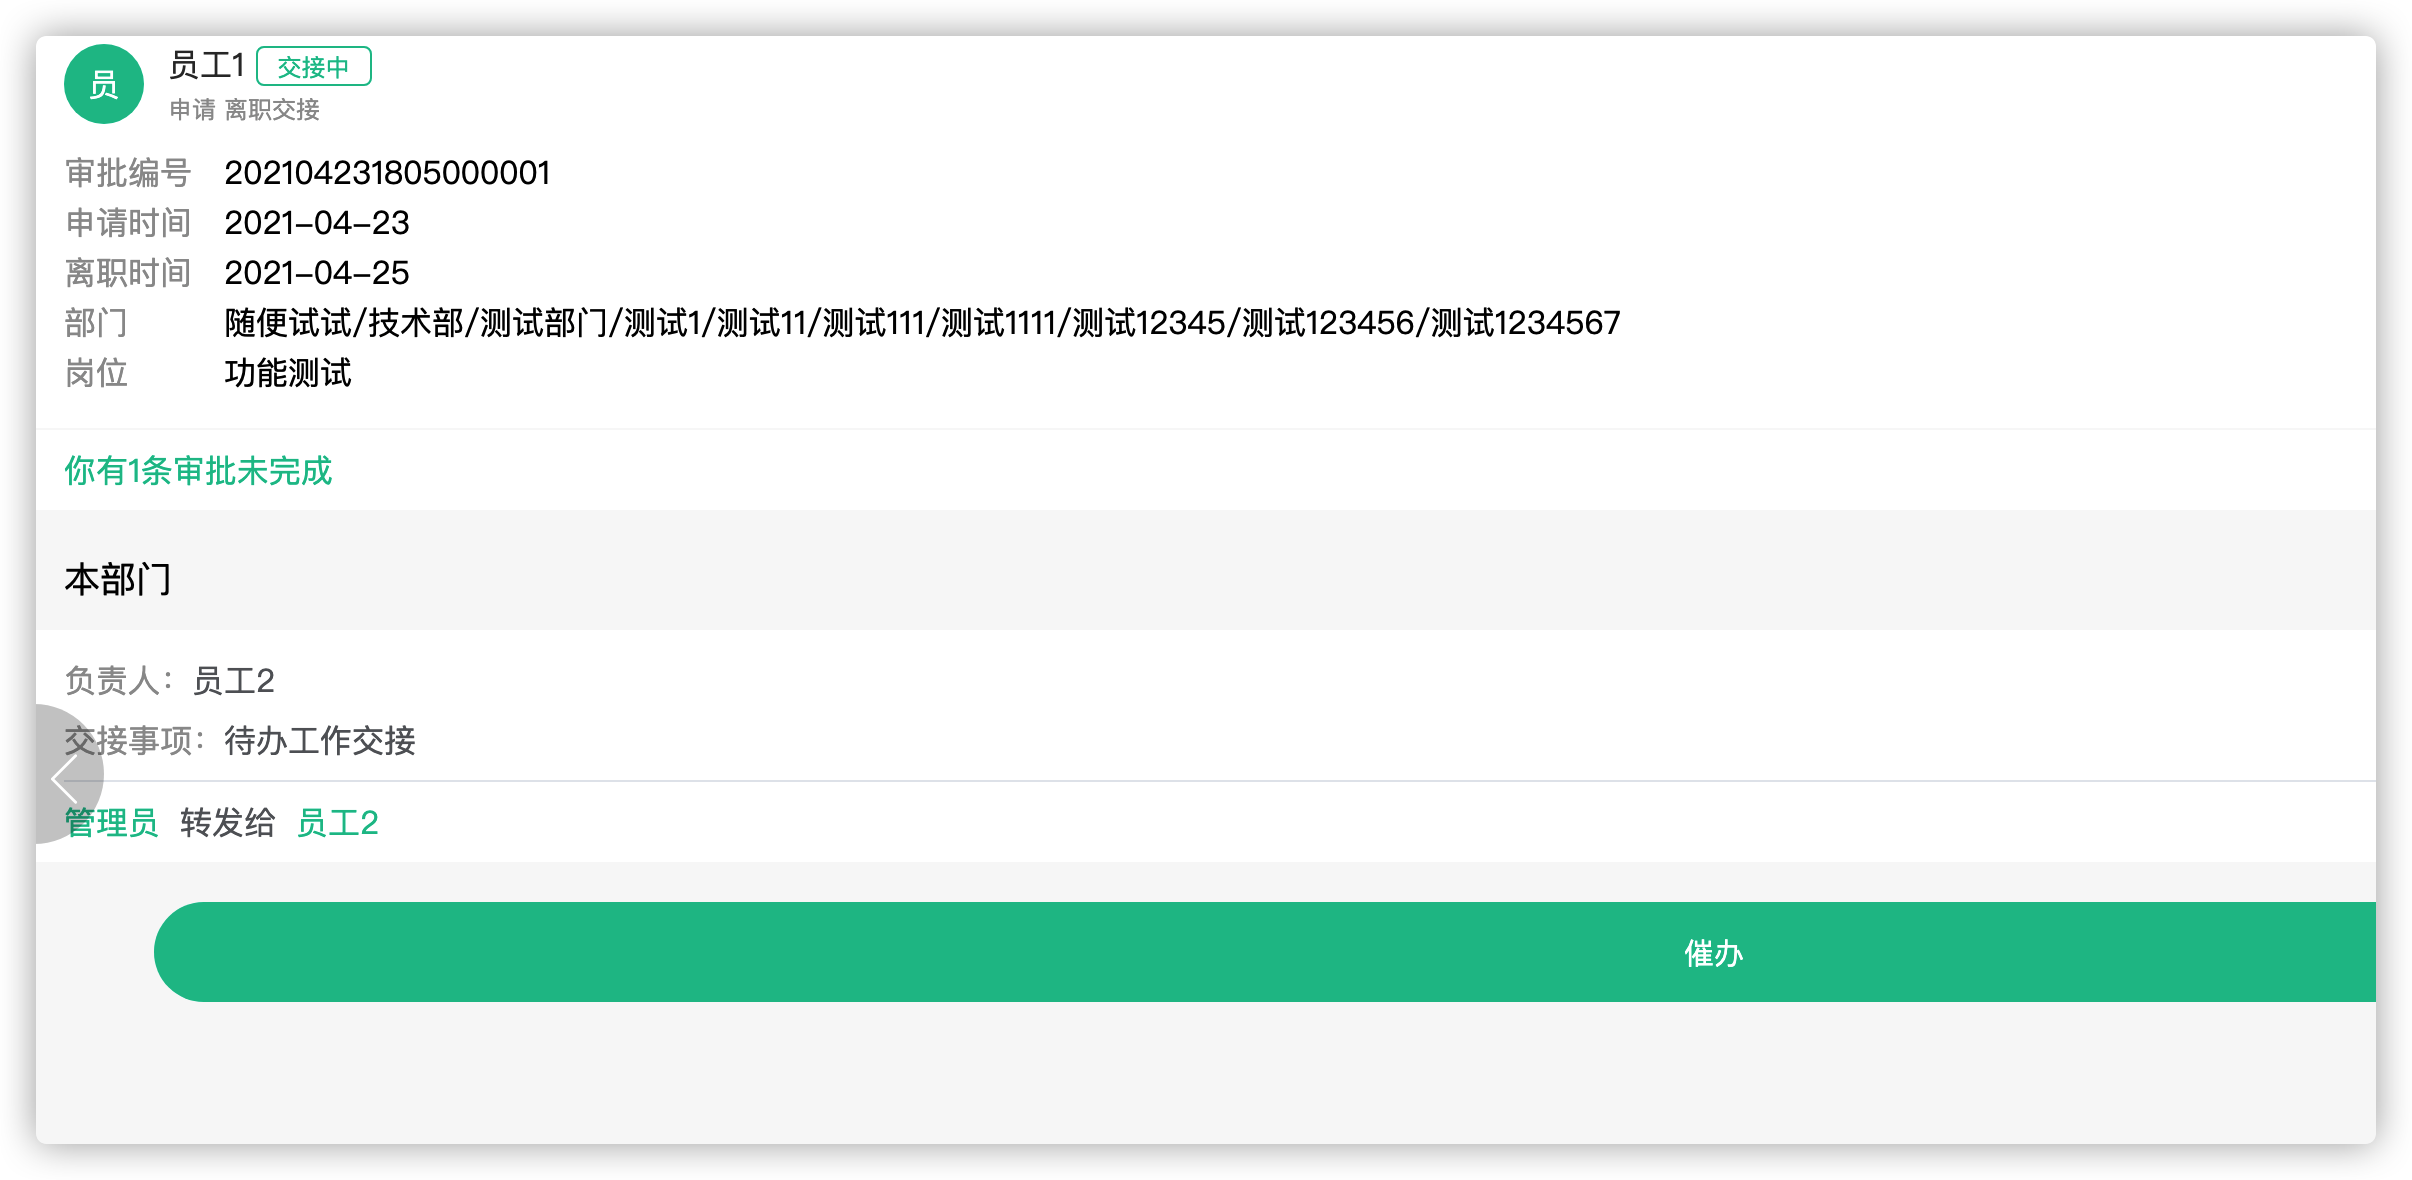 员
员工1 交接中
申请 离职交接
审批编号 202104231805000001
申请时间 2021-04-23
离职时间 2021-04-25
部门 随便试试/技术部/测试部门/测试1/测试11/测试111/测试1111/测试12345/测试123456/测试1234567
岗位 功能测试
你有1条审批未完成
本部门
负责人：员工2
交接事项：待办工作交接
管理员 转发给 员工2
催办